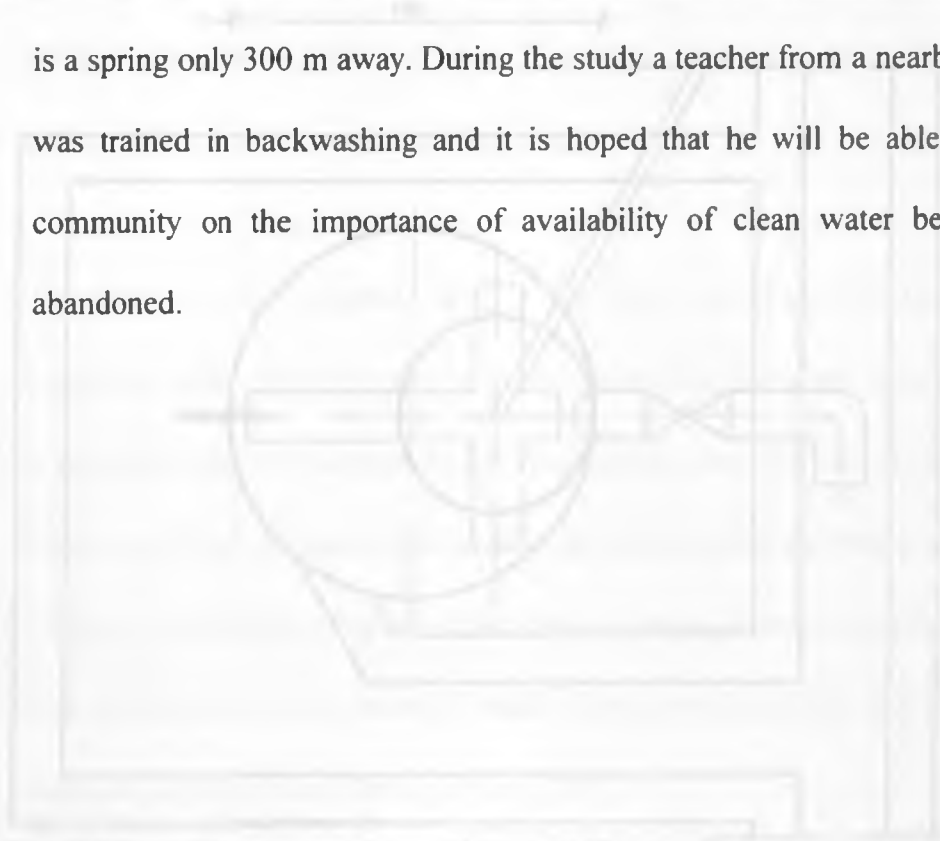 is a spring only 300 m away. During the study a teacher from a nearb
was trained in backwashing and it is hoped that he will be able
community on the importance of availability of clean water be
abandoned.